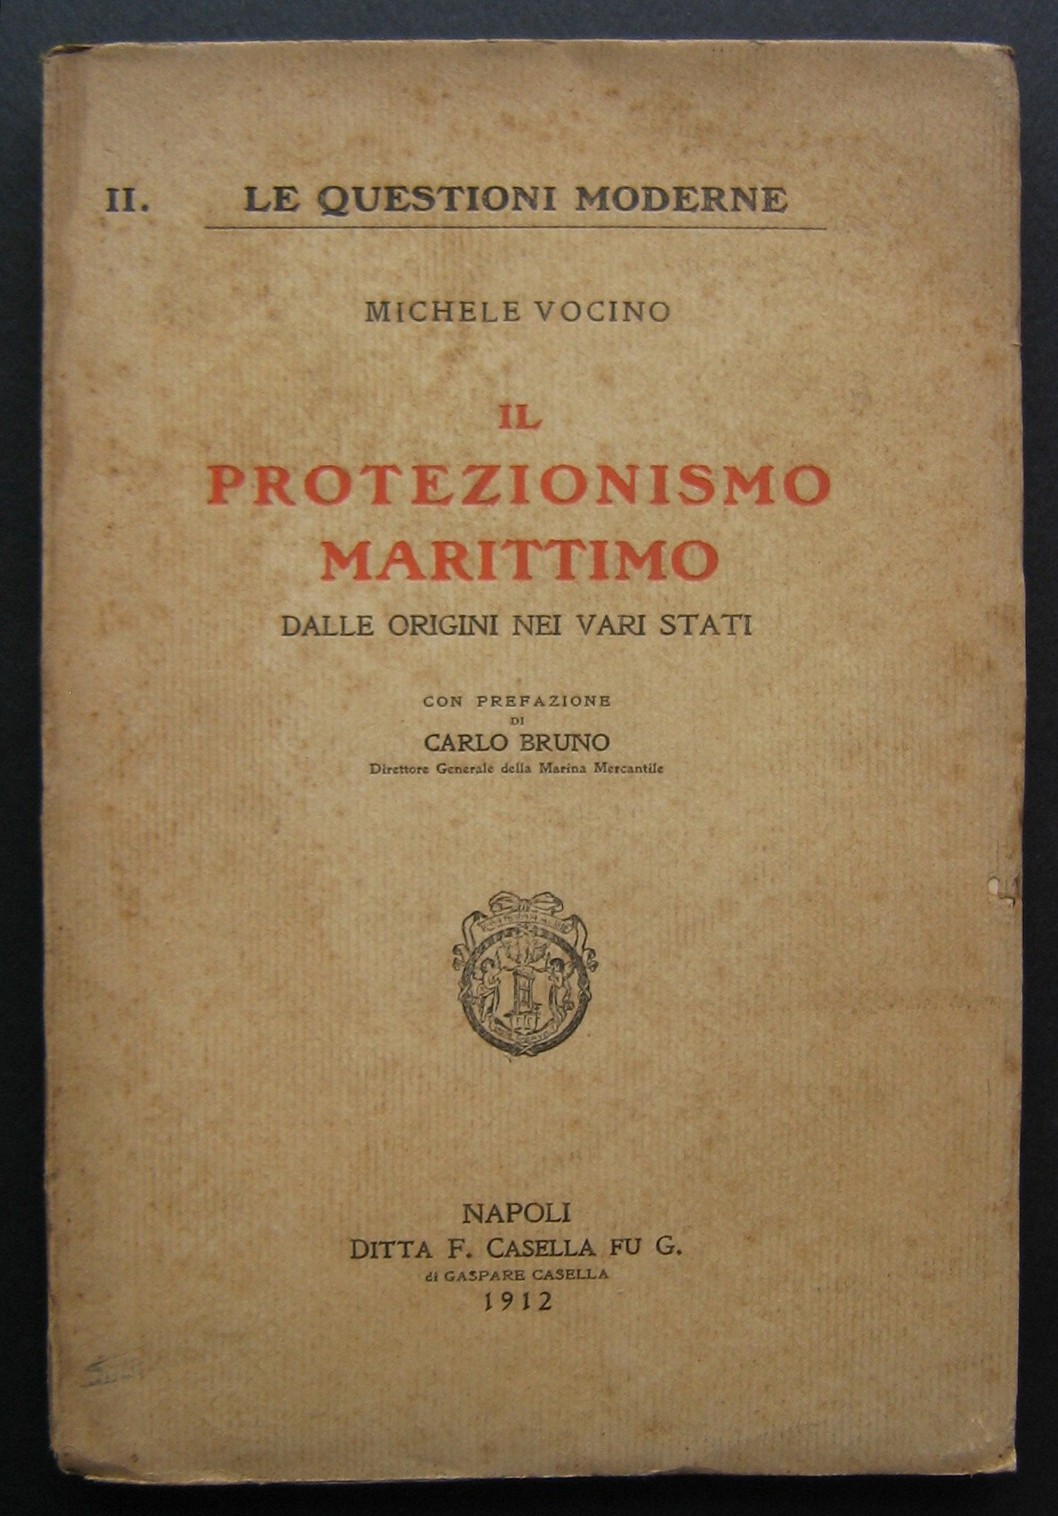 II. LE QUESTIONI MODERNE
MICHELE VOCINO
IL
PROTEZIONISMO
MARITTIMO
DALLE ORIGINI NEI VARI STATI
CON PREFAZIONE
DI
CARLO BRUNO
Direttore Generale della Marina Mercantile
NAPOLI
DITTA F. CASELLA FU G.
di GASPARE CASELLA
1912